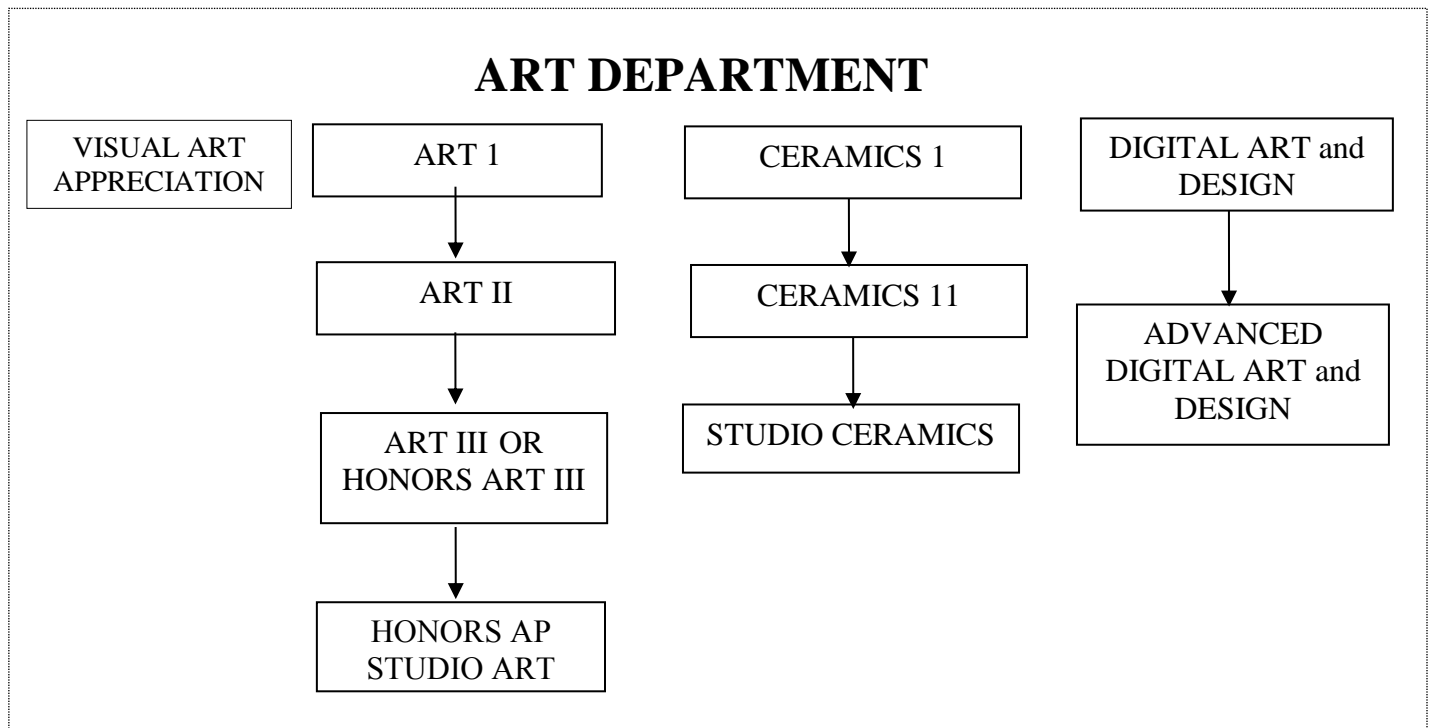 ART DEPARTMENT
VISUAL ART
APPRECIATION
ART 1
CERAMICS 1
DIGITAL ART and
DESIGN
ART II
CERAMICS 11
ADVANCED
DIGITAL ART and
DESIGN
ART III OR
HONORS ART III
STUDIO CERAMICS
HONORS AP
STUDIO ART